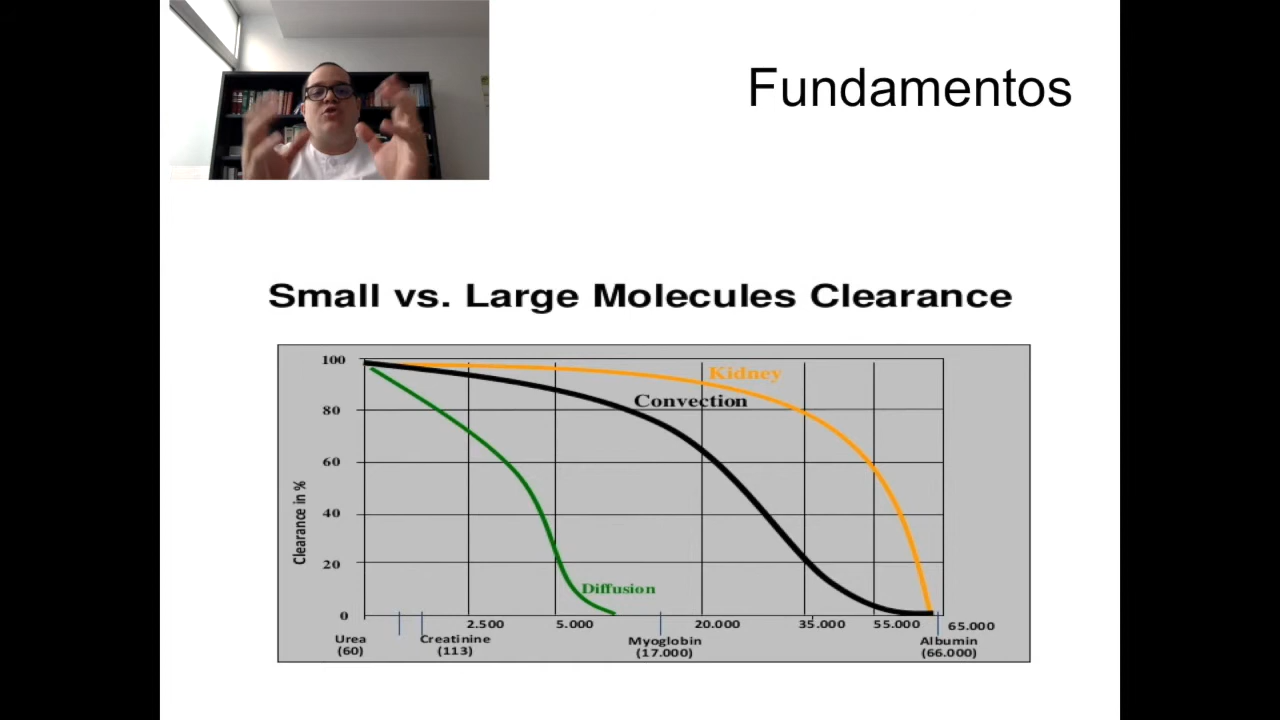 Fundamentos
Small vs. Large Molecules Clearance
100
80
60
40
20
0
Clearance in %
Kidney
Convection
Diffusion
2.500 5.000 20.000 35.000 55.000 65.000
Urea Creatinine Myoglobin Albumin
(60) (113) (17.000) (66.000)